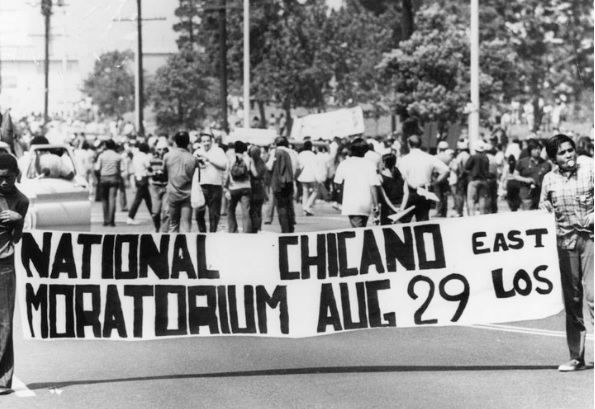 NATIONAL CHICANO EAST
MORATORIUM AUG 29 LOS